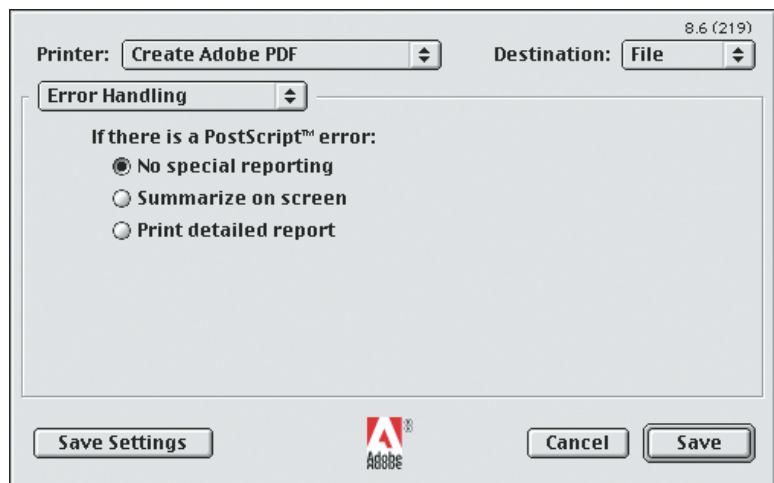 8.6 (219)
Printer: Create Adobe PDF Destination: File
Error Handling
If there is a PostScript™ error:
No special reporting
Summarize on screen
Print detailed report
Save Settings
Adobe
Cancel Save